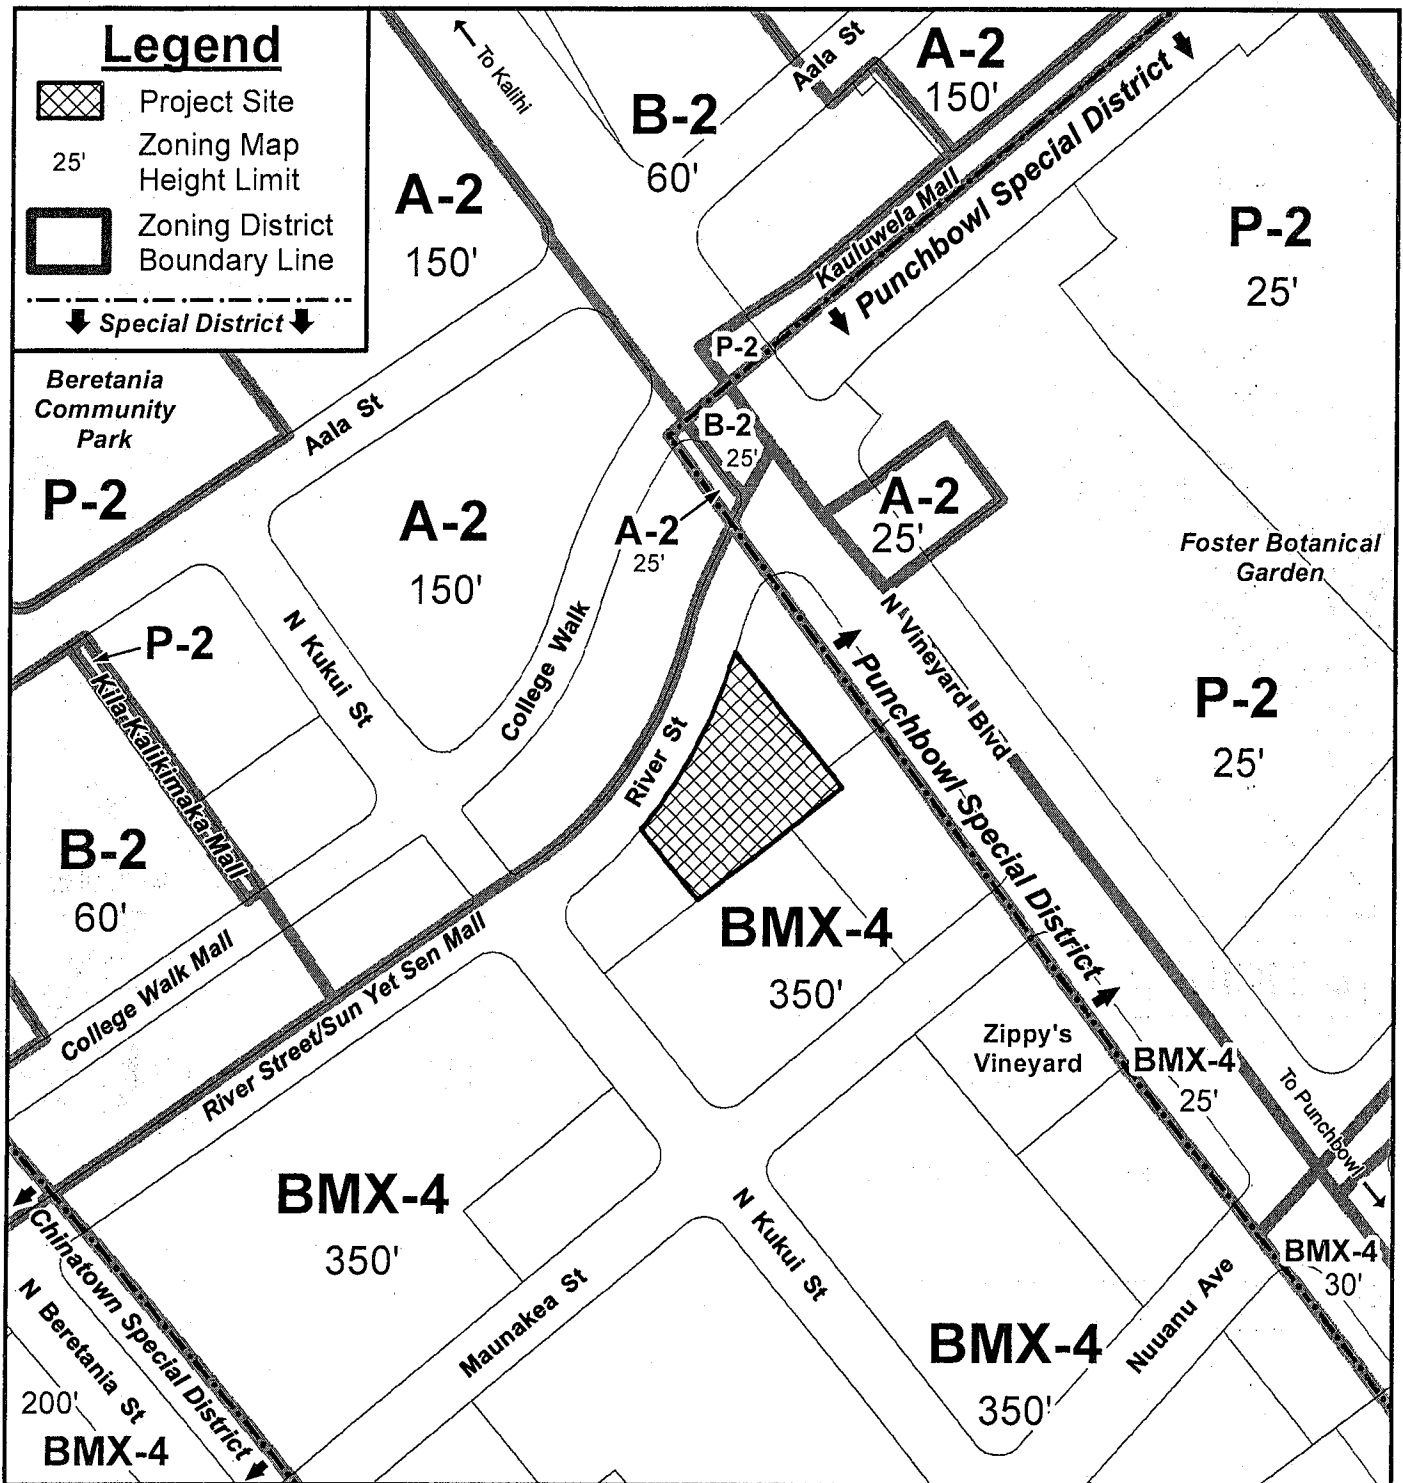 Legend
Project Site
25'
Zoning Map
Height Limit
Zoning District
Boundary Line
Special District
To Kalihi
Aala St
A-2
150'
B-2
60'
A-2
150'
Punchbowl Special District
Kauluwela Mall
P-2
25'
P-2
Beretania
Community
Park
P-2
Aala St
B-2
25'
A-2
150'
A-2
25'
A-2
25'
Foster Botanical
Garden
N Vineyard Blvd
P-2
Kila Kalikimaka Mall
N Kukui St
College Walk
River St
Punchbowl Special District
P-2
25'
B-2
60'
BMX-4
350'
College Walk Mall
River Street/Sun Yet Sen Mall
Zippy's
Vineyard
BMX-4
25'
To Punchbowl
BMX-4
350'
Chinatown Special District
N Beretania St
Maunakea St
N Kukui St
Nuuanu Ave
BMX-4
30'
BMX-4
350'
200'
BMX-4